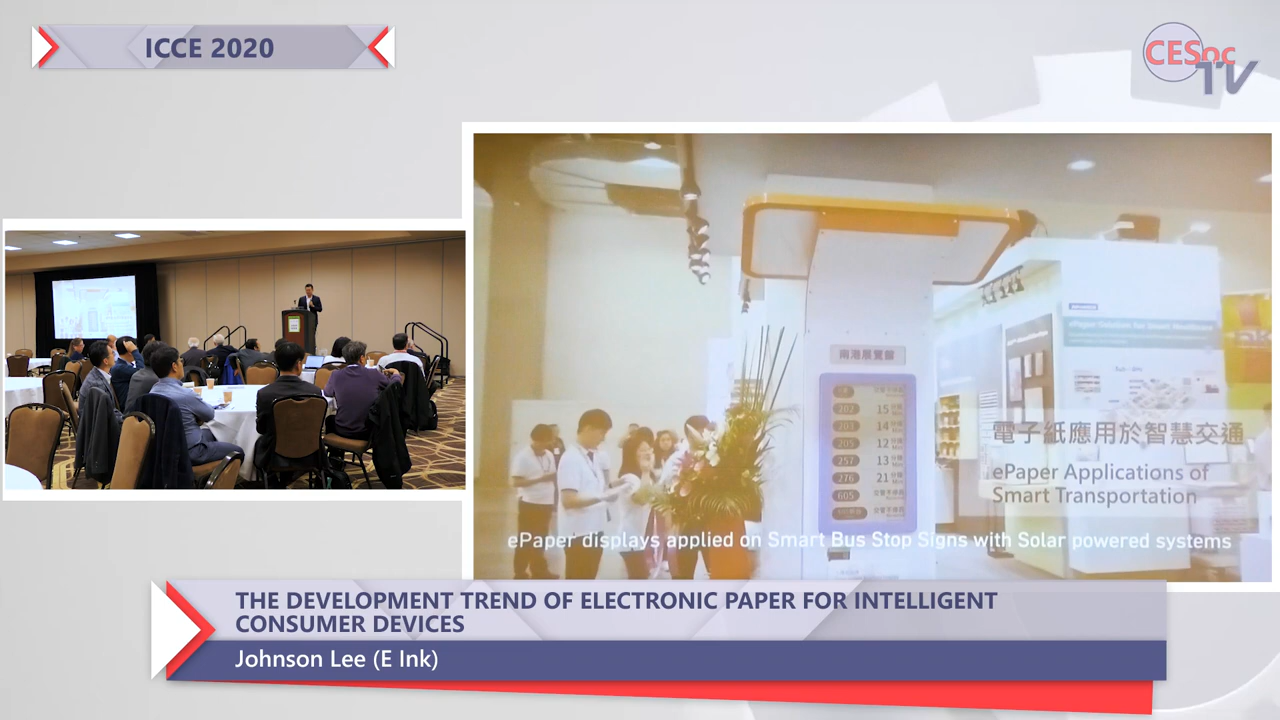 ICCE 2020
CESoc
TV
南港展覽館
202 15
203 14
205 12
257 13
276 21
605
電子紙應用於智慧交通
ePaper Applications of
Smart Transportation
ePaper displays applied on Smart Bus Stop Signs with Solar powered systems
THE DEVELOPMENT TREND OF ELECTRONIC PAPER FOR INTELLIGENT
CONSUMER DEVICES
Johnson Lee (E Ink)